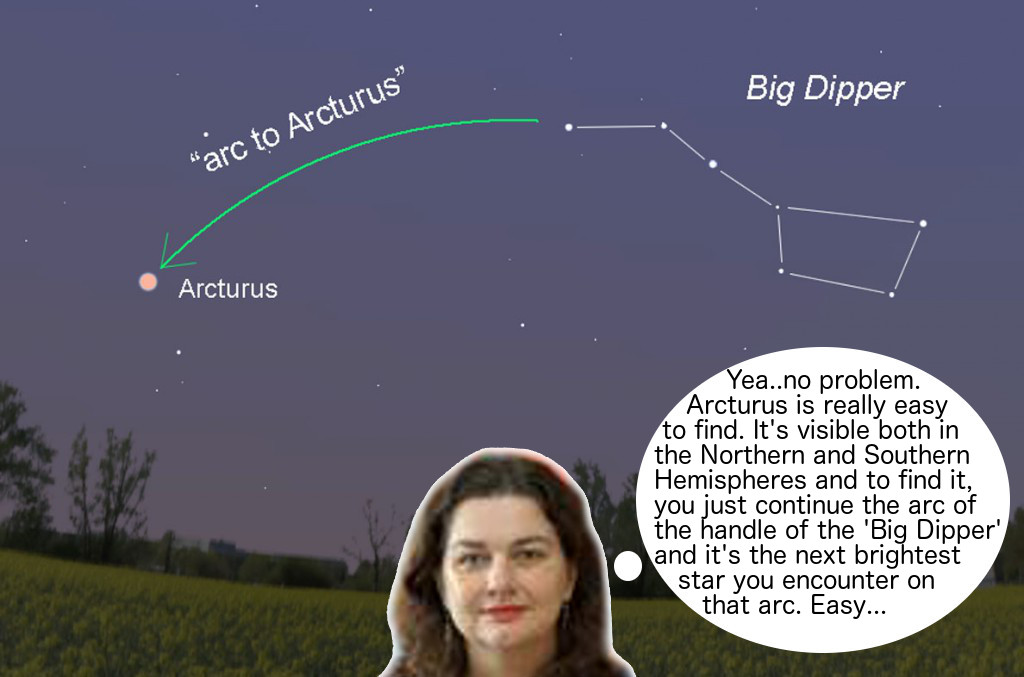 “arc to Arcturus”
Big Dipper
Arcturus
Yea..no problem.
Arcturus is really easy
to find. It's visible both in
the Northern and Southern
Hemispheres and to find it,
you just continue the arc of
the handle of the 'Big Dipper'
and it's the next brightest
star you encounter on
that arc. Easy...